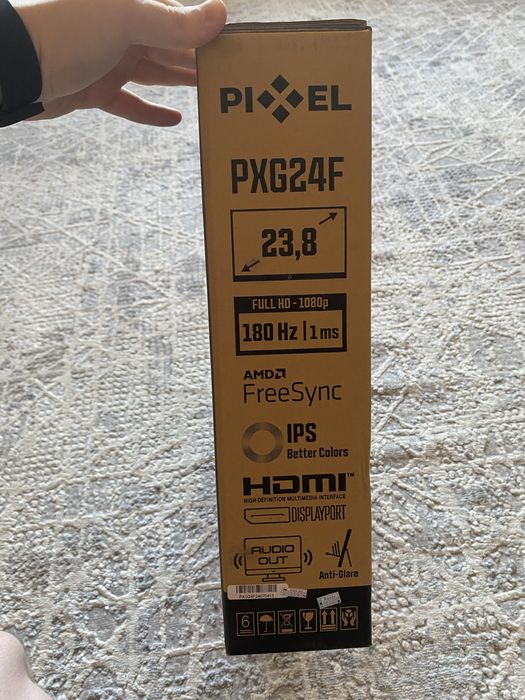 PIXEL
PXG24F
23,8
FULL HD - 1080p
180 Hz | 1 ms
AMD
FreeSync
IPS
Better Colors
HDMI™
HIGH-DEFINITION MULTIMEDIA INTERFACE
DISPLAYPORT
AUDIO
OUT
Anti-Glare
6